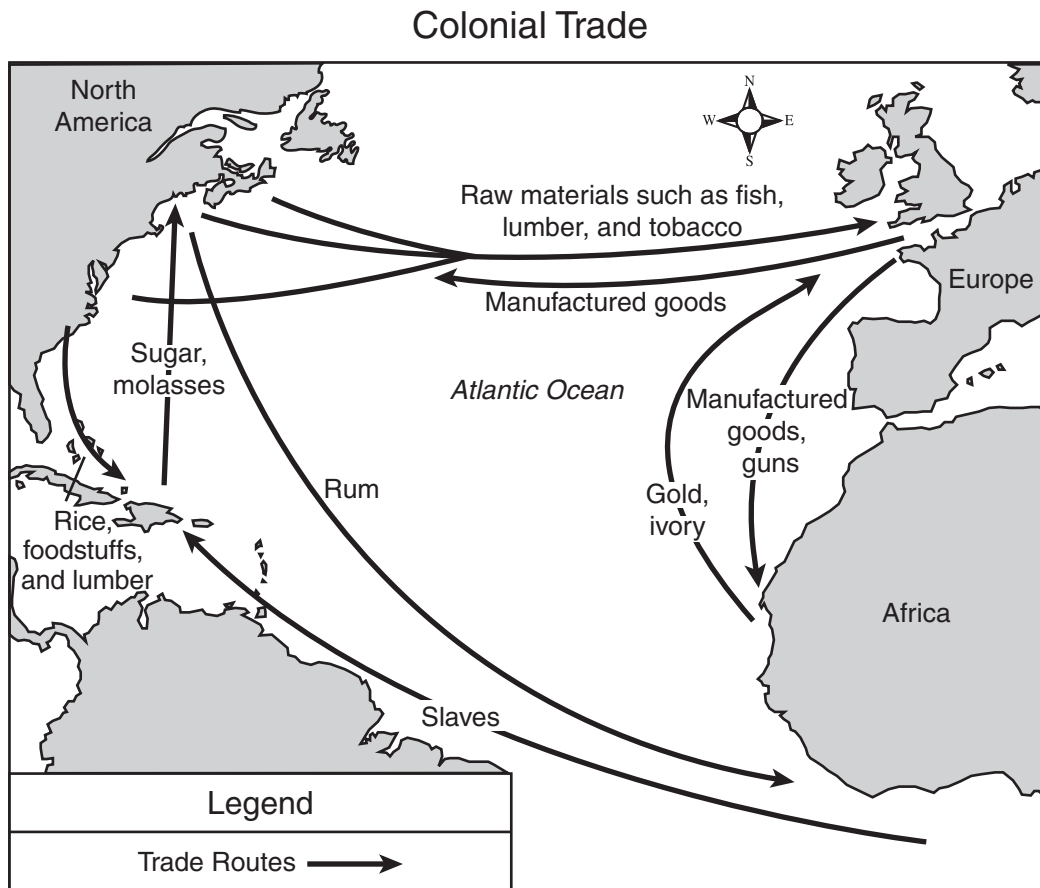 Colonial Trade
North
America
N
W
E
S
Raw materials such as fish,
lumber, and tobacco
Manufactured goods
Europe
Sugar,
molasses
Atlantic Ocean
Manufactured
goods,
guns
Rum
Gold,
ivory
Rice,
foodstuffs,
and lumber
Africa
Slaves
Legend
Trade Routes